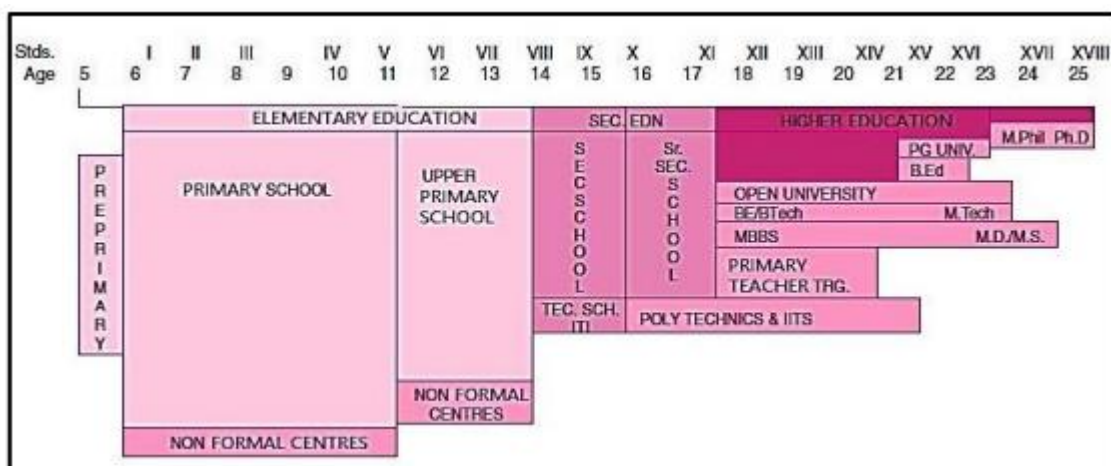 Stds. I II III IV V VI VII VIII IX X XI XII XIII XIV XV XVI XVII XVIII
Age 5 6 7 8 9 10 11 12 13 14 15 16 17 18 19 20 21 22 23 24 25
ELEMENTARY EDUCATION
SEC. EDN
HIGHER EDUCATION
PREPRIMARY
PRIMARY SCHOOL
UPPER
PRIMARY
SCHOOL
SEC SCHOOL
Sr.
SEC.
SCHOOL
M.Phil Ph.D
PG UNIV.
B.Ed
OPEN UNIVERSITY
BE/BTech M.Tech
MBBS M.D./M.S.
PRIMARY
TEACHER TRG.
TEC. SCH.
ITI
POLY TECHNICS & IITS
NON FORMAL
CENTRES
NON FORMAL CENTRES